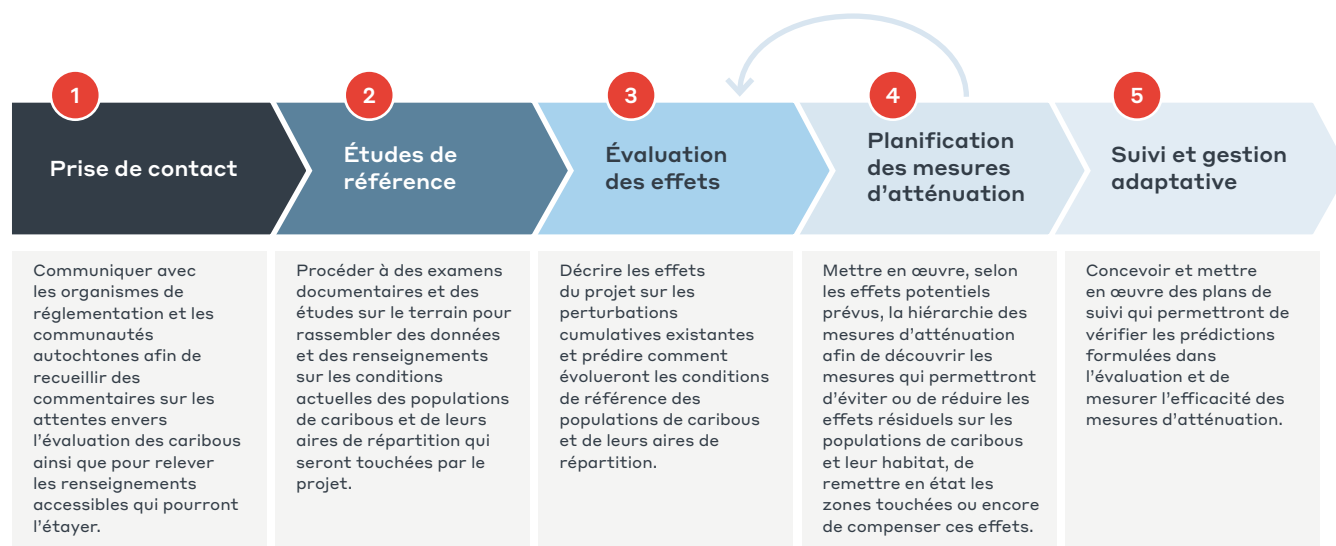 1
Prise de contact
Communiquer avec
les organismes de
réglementation et les
communautés
autochtones afin de
recueillir des
commentaires sur les
attentes envers
l'évaluation des caribous
ainsi que pour relever
les renseignements
accessibles qui pourront
l'étayer.
2
Études de
référence
Procéder à des examens
documentaires et des
études sur le terrain pour
rassembler des données
et des renseignements
sur les conditions
actuelles des populations
de caribous et de leurs
aires de répartition qui
seront touchées par le
projet.
3
Évaluation
des effets
Décrire les effets
du projet sur les
perturbations
cumulatives existantes
et prédire comment
évolueront les conditions
de référence des
populations de caribous
et de leurs aires de
répartition.
4
Planification
des mesures
d'atténuation
Mettre en œuvre, selon
les effets potentiels
prévus, la hiérarchie des
mesures d'atténuation
afin de découvrir les
mesures qui permettront
d'éviter ou de réduire les
effets résiduels sur les
populations de caribous
et leur habitat, de
remettre en état les
zones touchées ou encore
de compenser ces effets.
5
Suivi et gestion
adaptative
Concevoir et mettre
en œuvre des plans de
suivi qui permettront de
vérifier les prédictions
formulées dans
l'évaluation et de
mesurer l'efficacité des
mesures d'atténuation.